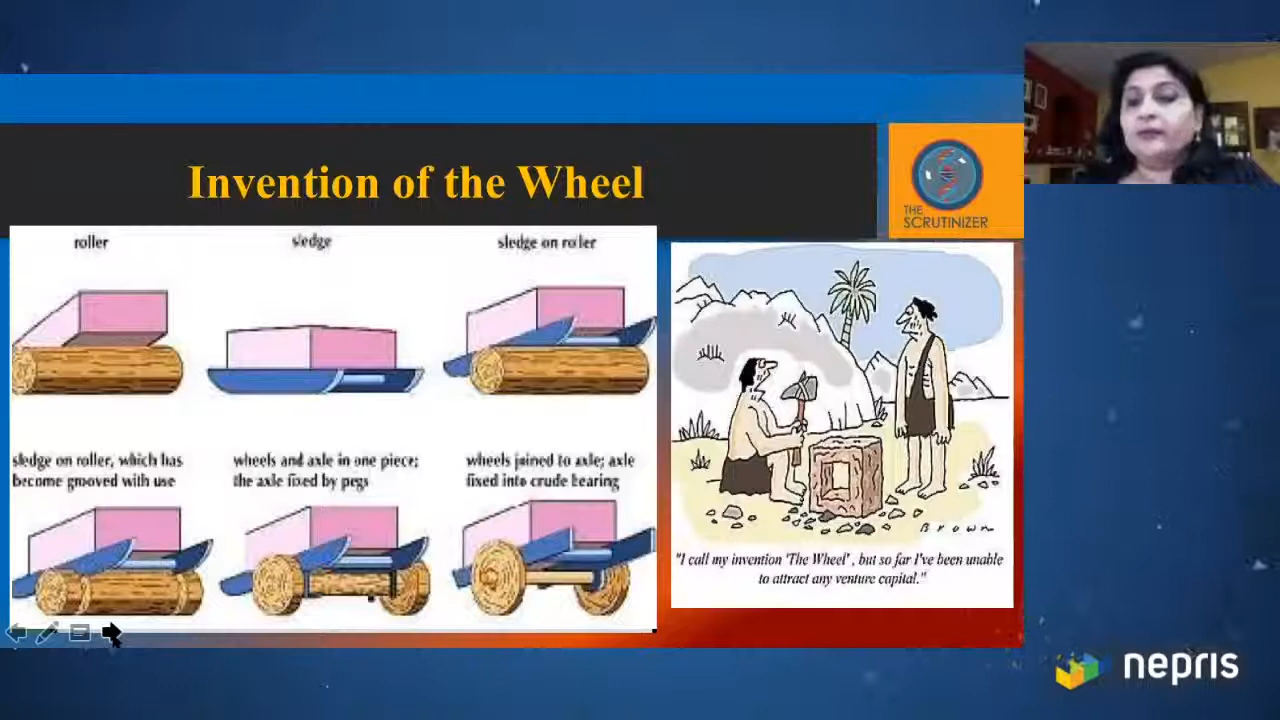 Invention of the Wheel
THE
SCRUTINIZER
roller
sledge
sledge on roller
sledge on roller, which has
become grooved with use
wheels and axle in one piece;
the axle fixed by pegs
wheels joined to axle; axle
fixed into crude bearing
Brown
"I call my invention 'The Wheel', but so far I've been unable
to attract any venture capital."
nepris